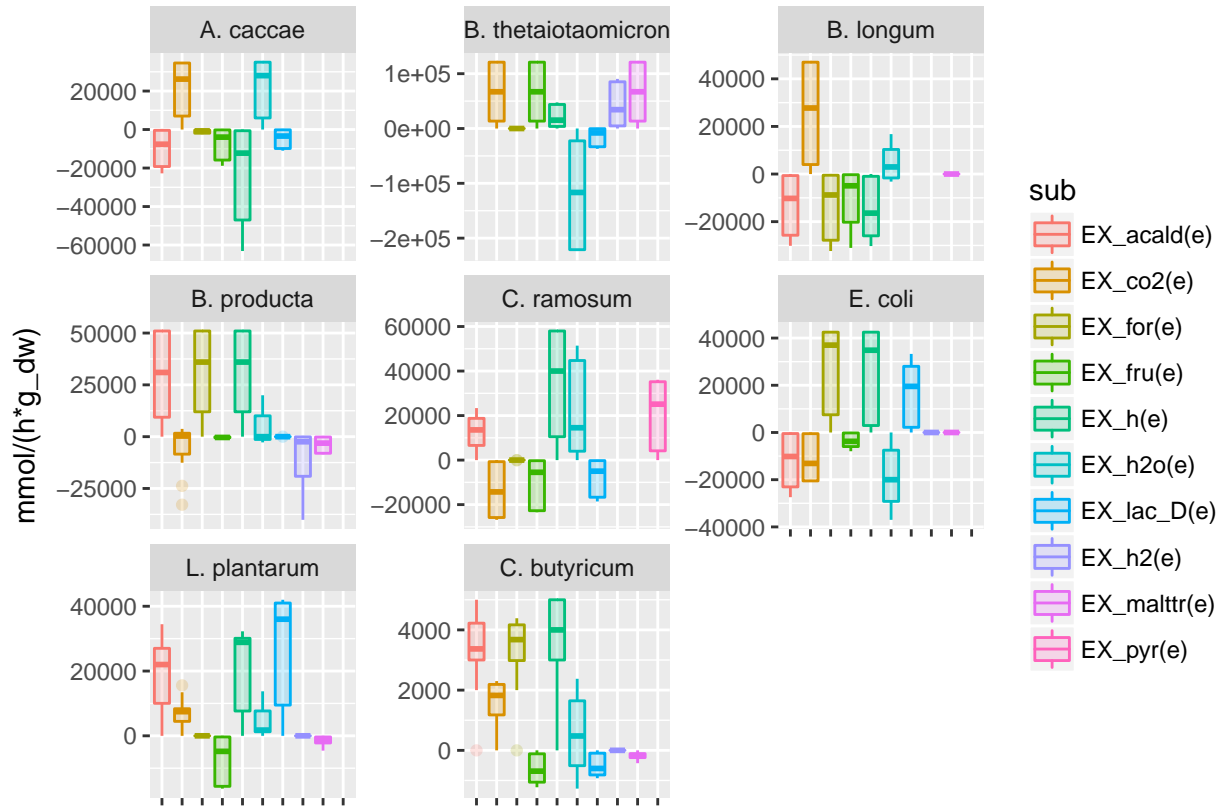 A. caccae
B. thetaiotaomicron
B. longum
20000
0
−20000
−40000
−60000
1e+05
0e+00
−1e+05
−2e+05
40000
20000
0
−20000
B. producta
C. ramosum
E. coli
50000
25000
0
−25000
60000
40000
20000
0
−20000
40000
20000
0
−20000
−40000
L. plantarum
C. butyricum
40000
20000
0
4000
2000
0
mmol/(h*g_dw)
sub
EX_acald(e)
EX_co2(e)
EX_for(e)
EX_fru(e)
EX_h(e)
EX_h2o(e)
EX_lac_D(e)
EX_h2(e)
EX_malttr(e)
EX_pyr(e)